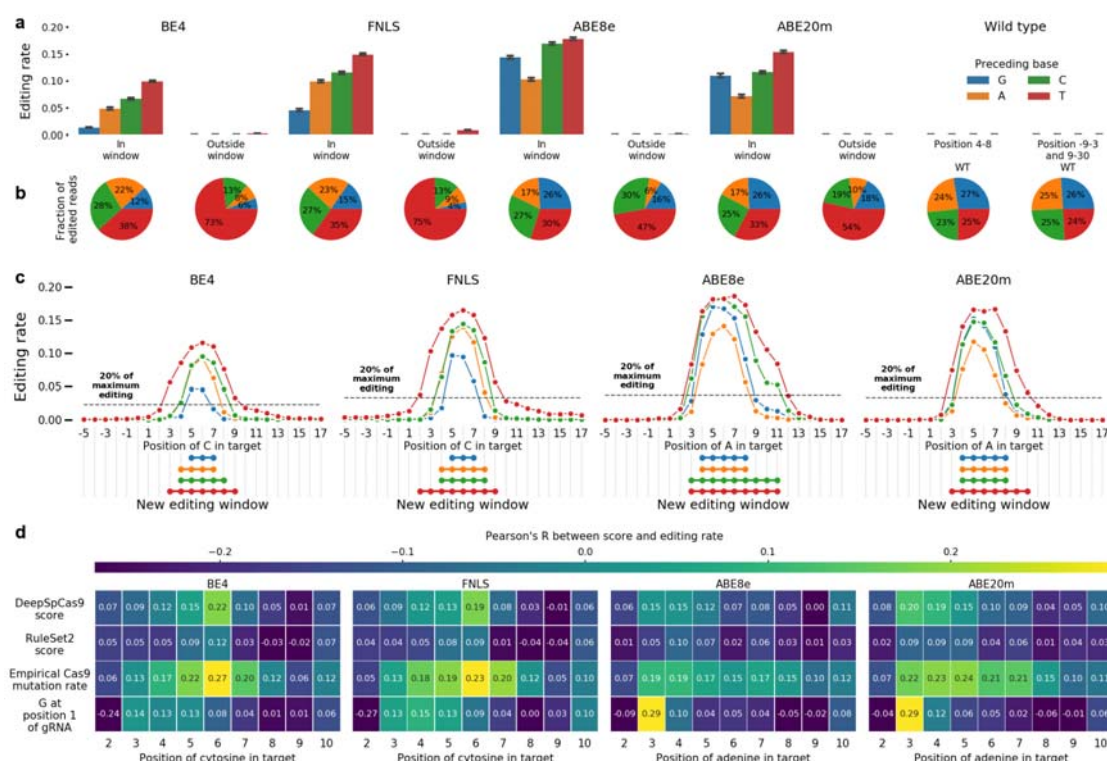 a
BE4 FNLS ABE8e ABE20m Wild type
Editing rate
0.20
0.15
0.10
0.05
0.00
Preceding base
G C
A T
In window
Outside window
In window
Outside window
In window
Outside window
In window
Outside window
Position 4-8
Position -9-3 and 9-30
WT WT
b
Fraction of edited reads
22% 12% 28% 38%
13% 8% 6% 73%
23% 15% 27% 35%
13% 9% 4% 75%
17% 26% 27% 30%
6% 30% 16% 47%
17% 26% 25% 33%
10% 19% 18% 54%
24% 27% 23% 25%
25% 26% 25% 24%
c
BE4 FNLS ABE8e ABE20m
Editing rate
0.20
0.15
0.10
0.05
0.00
20% of maximum editing
20% of maximum editing
20% of maximum editing
20% of maximum editing
-5 -3 -1 1 3 5 7 9 11 13 15 17
-5 -3 -1 1 3 5 7 9 11 13 15 17
-5 -3 -1 1 3 5 7 9 11 13 15 17
-5 -3 -1 1 3 5 7 9 11 13 15 17
Position of C in target
Position of C in target
Position of A in target
Position of A in target
New editing window
New editing window
New editing window
New editing window
d
Pearson's R between score and editing rate
−0.2 −0.1 0.0 0.1 0.2
BE4 FNLS ABE8e ABE20m
DeepSpCas9 score
0.07 0.09 0.12 0.15 0.22 0.10 0.05 0.01 0.07
0.04 0.09 0.12 0.13 0.19 0.08 0.03 -0.01 0.06
0.06 0.15 0.12 0.12 0.07 0.08 0.05 0.00 0.11
0.08 0.20 0.19 0.15 0.10 0.09 0.04 0.05 0.10
RuleSet2 score
0.05 0.05 0.05 0.09 0.12 0.03 -0.03 -0.02 0.07
0.04 0.04 0.05 0.08 0.09 0.01 -0.04 -0.04 0.06
0.01 0.05 0.10 0.07 0.02 0.06 0.03 0.01 0.03
0.02 0.09 0.09 0.09 0.06 0.04 0.01 0.04 0.03
Empirical Cas9 mutation rate
0.06 0.13 0.17 0.22 0.27 0.20 0.12 0.06 0.12
0.05 0.10 0.18 0.19 0.23 0.20 0.12 0.05 0.10
0.07 0.19 0.19 0.17 0.15 0.17 0.15 0.10 0.12
0.07 0.22 0.23 0.24 0.21 0.21 0.15 0.10 0.11
G at position 1 of gRNA
-0.24 0.14 0.13 0.13 0.08 0.04 0.01 0.01 0.06
-0.27 0.13 0.15 0.13 0.09 0.04 0.00 0.02 0.04
-0.09 0.29 0.10 0.04 0.05 0.04 -0.05 -0.02 0.08
-0.04 0.29 0.12 0.06 0.05 0.02 -0.06 -0.01 0.06
2 3 4 5 6 7 8 9 10
2 3 4 5 6 7 8 9 10
2 3 4 5 6 7 8 9 10
2 3 4 5 6 7 8 9 10
Position of cytosine in target
Position of cytosine in target
Position of adenine in target
Position of adenine in target